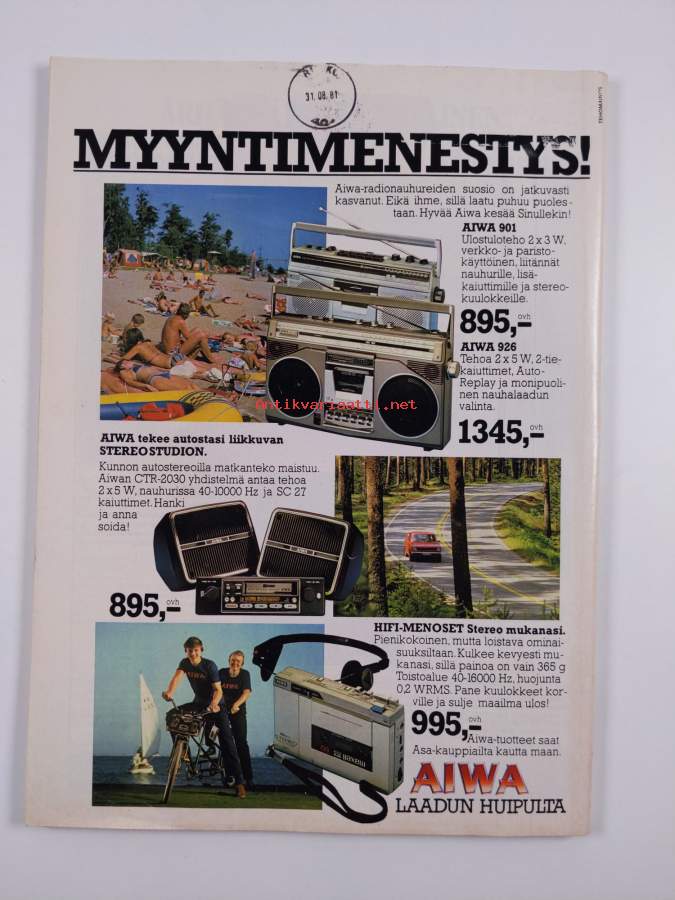 31.08.81
TEHOMAINOS
MYYNTIMENESTYS!
Aiwa-radionauhureiden suosio on jatkuvasti
kasvanut. Eikä ihme, sillä laatu puhuu puoles-
taan. Hyvää Aiwa kesää Sinullekin!
AIWA 901
Ulostuloteho 2 x 3 W.
verkko- ja paristo-
käyttöinen, liitännät
nauhurille, lisä-
kaiuttimille ja stereo-
kuulokkeille.
ovh
895,–
AIWA 926
Tehoa 2 x 5 W, 2-tie-
kaiuttimet, Auto-
Replay ja monipuoli-
nen nauhalaadun
valinta.
ovh
1345,–
Antikvariaatti.net
AIWA tekee autostasi liikkuvan
STEREOSTUDION.
Kunnon autostereoilla matkanteko maistuu.
Aiwan CTR-2030 yhdistelmä antaa tehoa
2 x 5 W, nauhurissa 40-10000 Hz ja SC 27
kaiuttimet. Hanki
ja anna
soida!
ovh
895,–
HIFI-MENOSET Stereo mukanasi.
Pienikokoinen, mutta loistava ominai-
suuksiltaan. Kulkee kevyesti mu-
kanasi, sillä painoa on vain 365 g
Toistoalue 40-16000 Hz, huojunta
0,2 WRMS. Pane kuulokkeet kor-
ville ja sulje maailma ulos!
ovh
995,–
Aiwa-tuotteet saat
Asa-kauppiailta kautta maan.
AIWA
LAADUN HUIPULTA